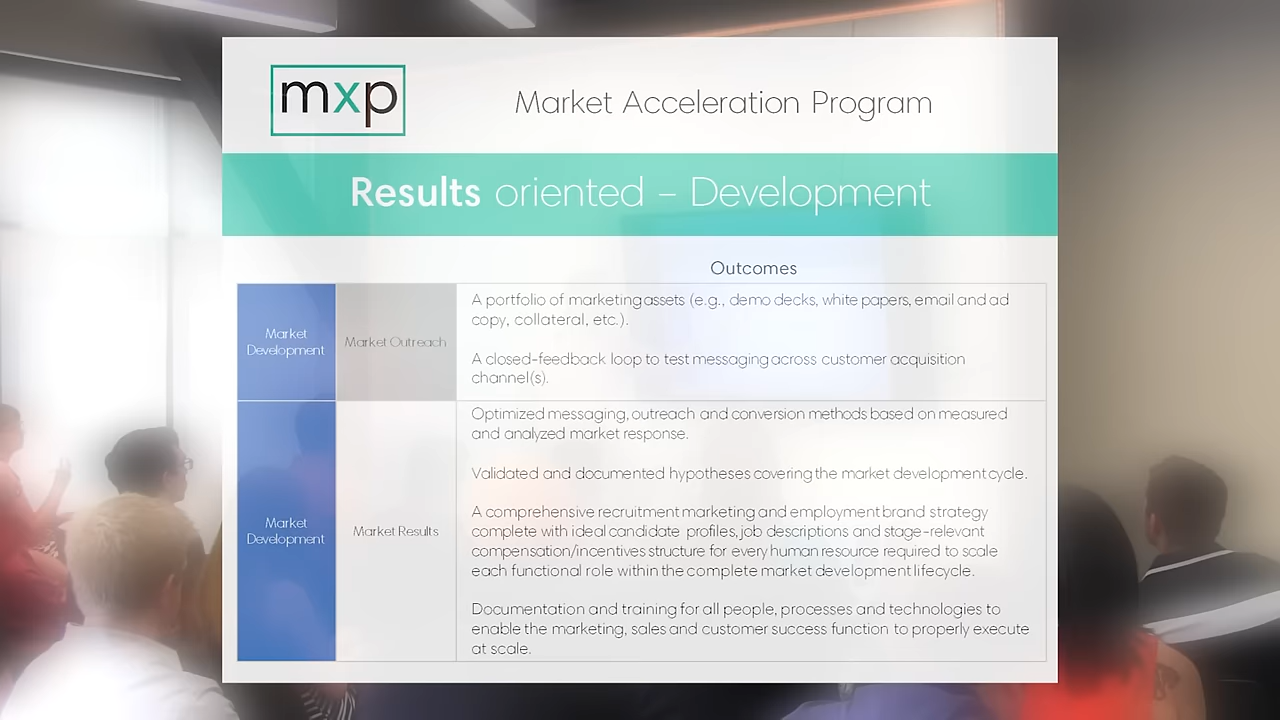 mxp
Market Acceleration Program
Results oriented – Development
Outcomes
Market
Development
Market Outreach
A portfolio of marketing assets (e.g., demo decks, white papers, email and ad
copy, collateral, etc.).
A closed-feedback loop to test messaging across customer acquisition
channel(s).
Market
Development
Market Results
Optimized messaging, outreach and conversion methods based on measured
and analyzed market response.
Validated and documented hypotheses covering the market development cycle.
A comprehensive recruitment marketing and employment brand strategy
complete with ideal candidate profiles, job descriptions and stage-relevant
compensation/incentives structure for every human resource required to scale
each functional role within the complete market development lifecycle.
Documentation and training for all people, processes and technologies to
enable the marketing, sales and customer success function to properly execute
at scale.